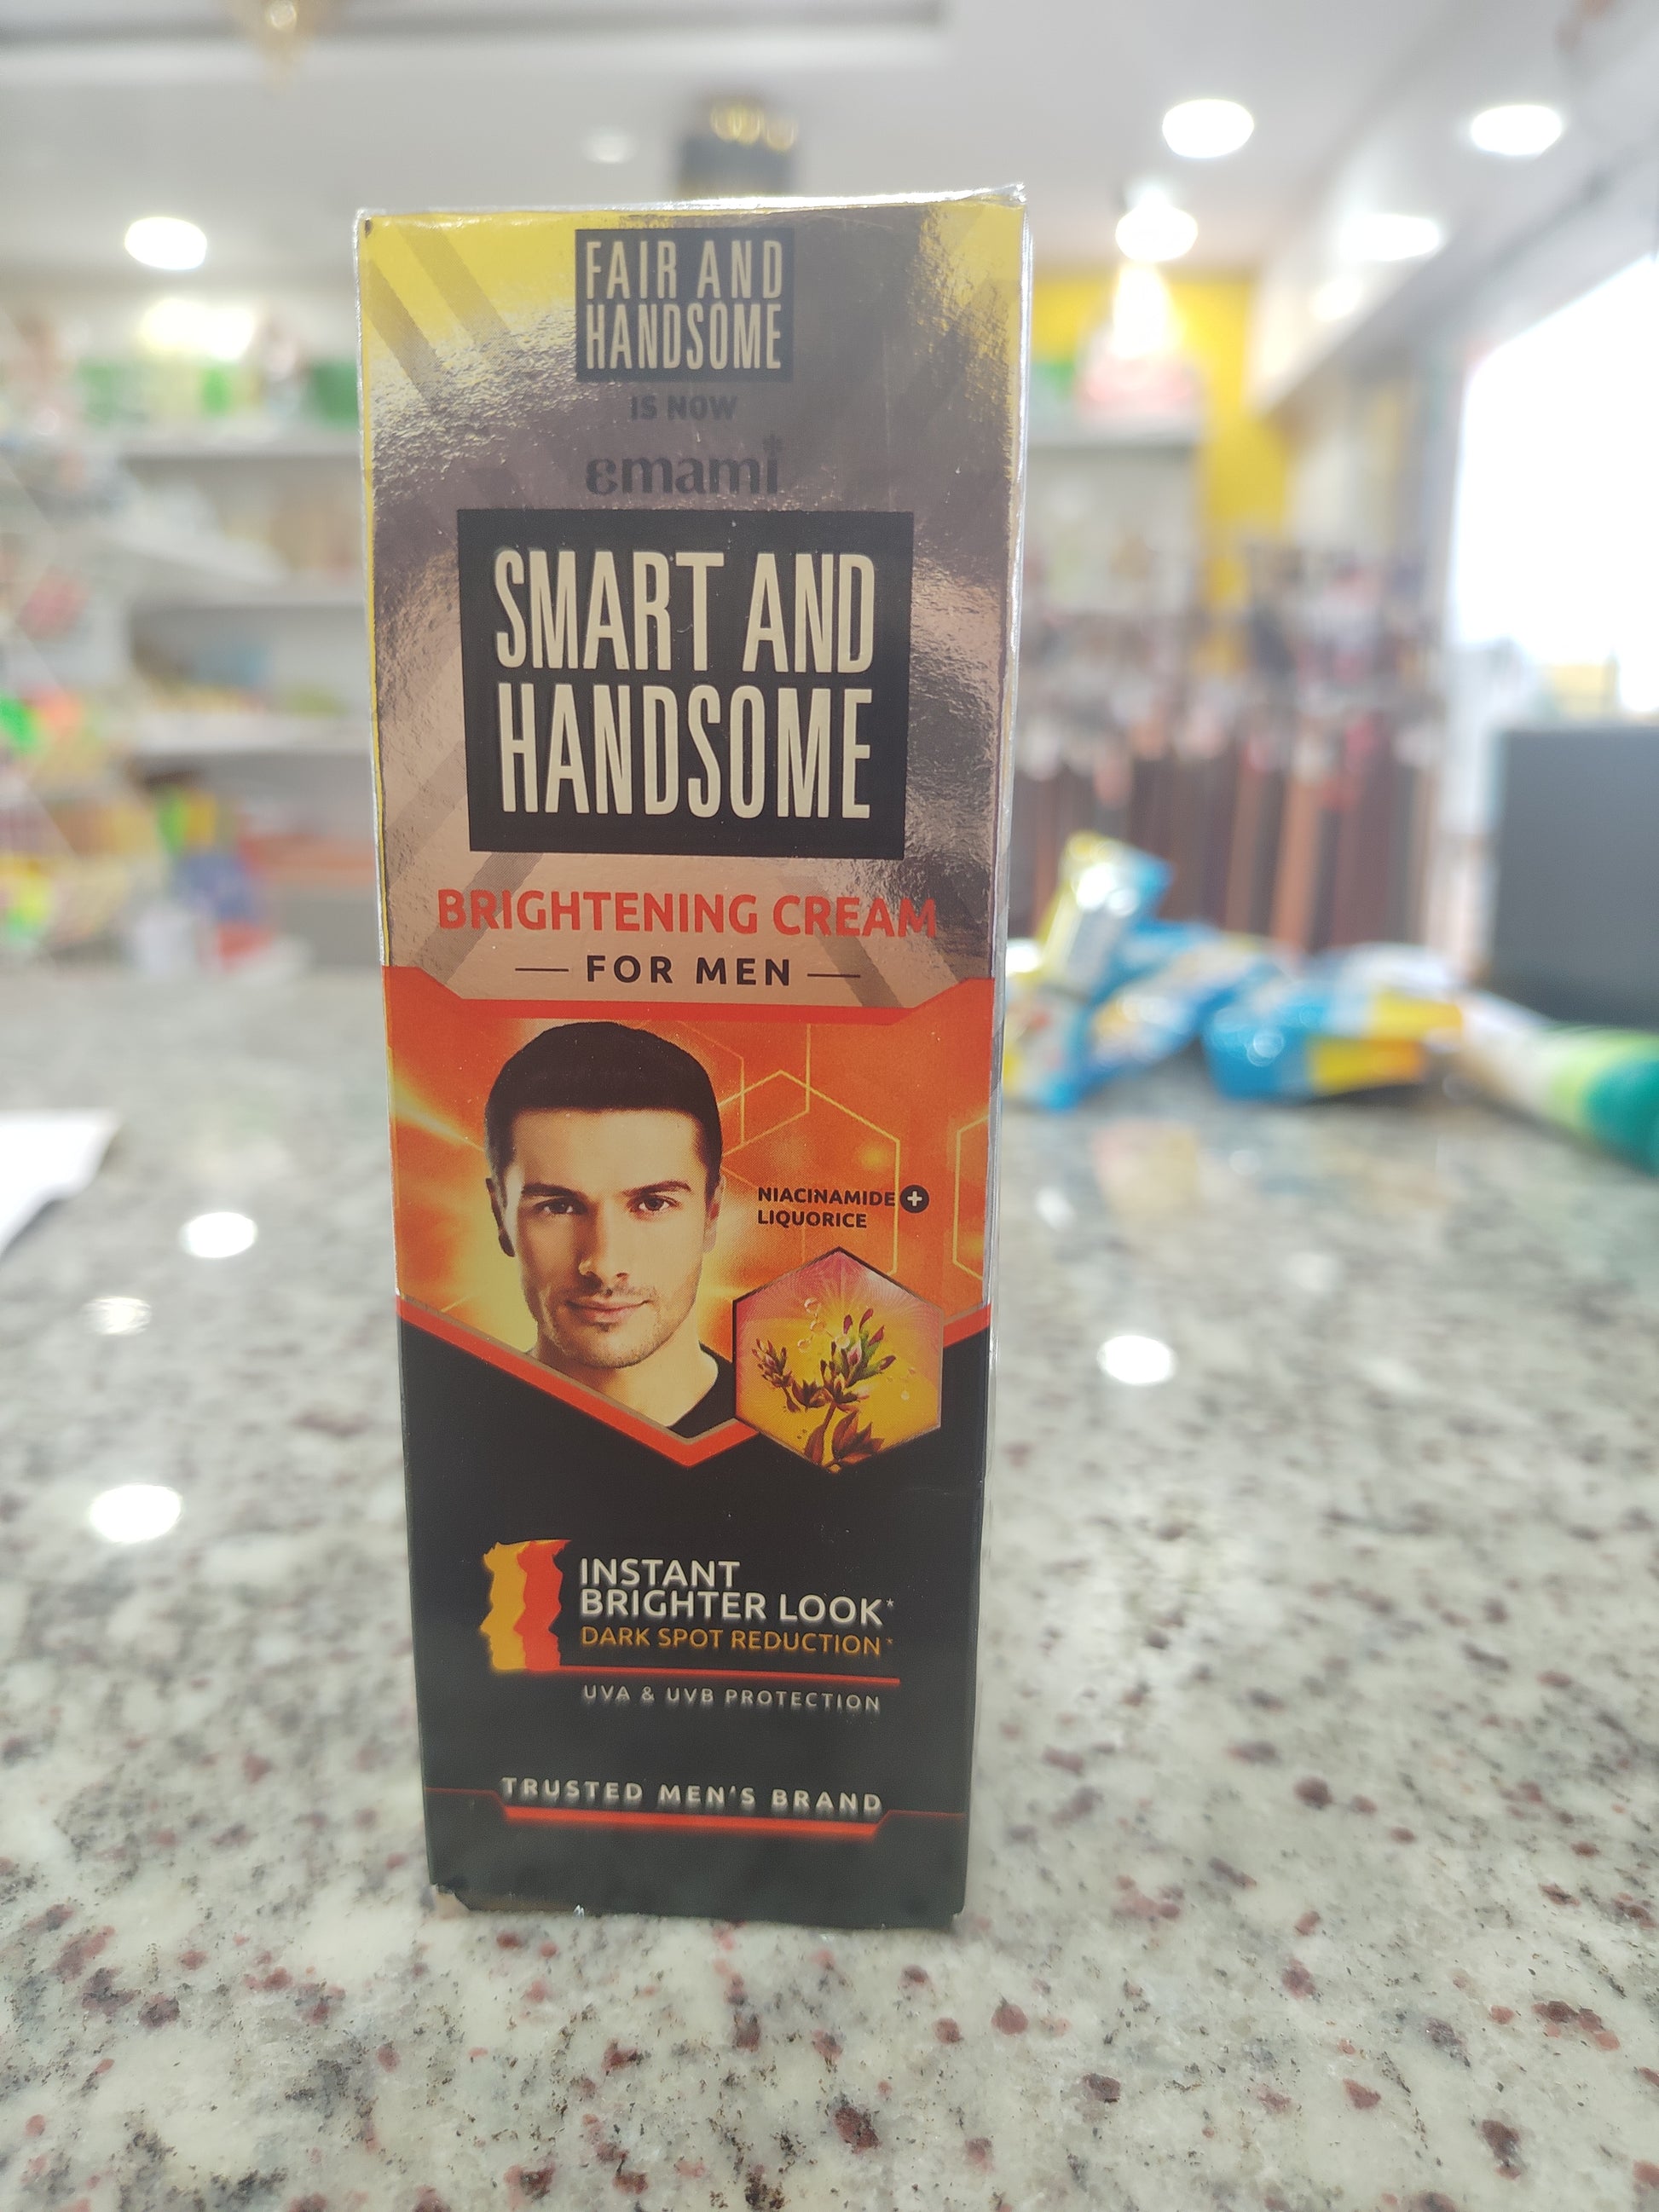 FAIR AND
HANDSOME
IS NOW
emami
SMART AND
HANDSOME
BRIGHTENING CREAM
FOR MEN
NIACINAMIDE +
LIQUORICE
INSTANT
BRIGHTER LOOK*
DARK SPOT REDUCTION*
UVA & UVB PROTECTION
TRUSTED MEN'S BRAND